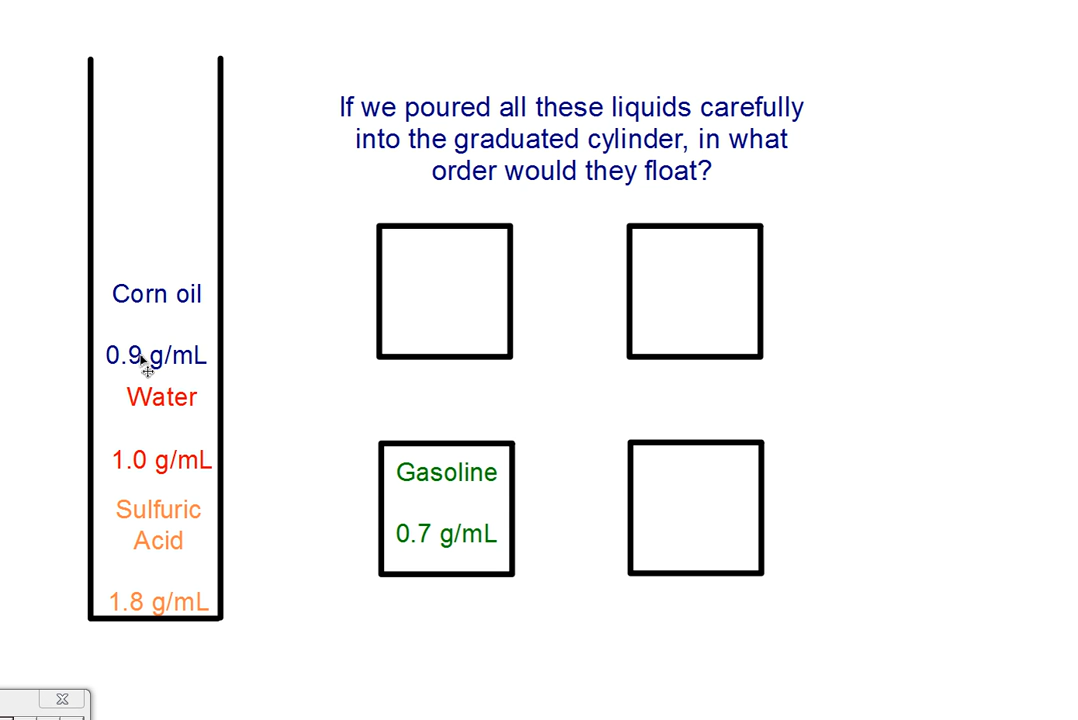 If we poured all these liquids carefully
into the graduated cylinder, in what
order would they float?
Corn oil
0.9 g/mL
Water
1.0 g/mL
Sulfuric
Acid
1.8 g/mL
Gasoline
0.7 g/mL